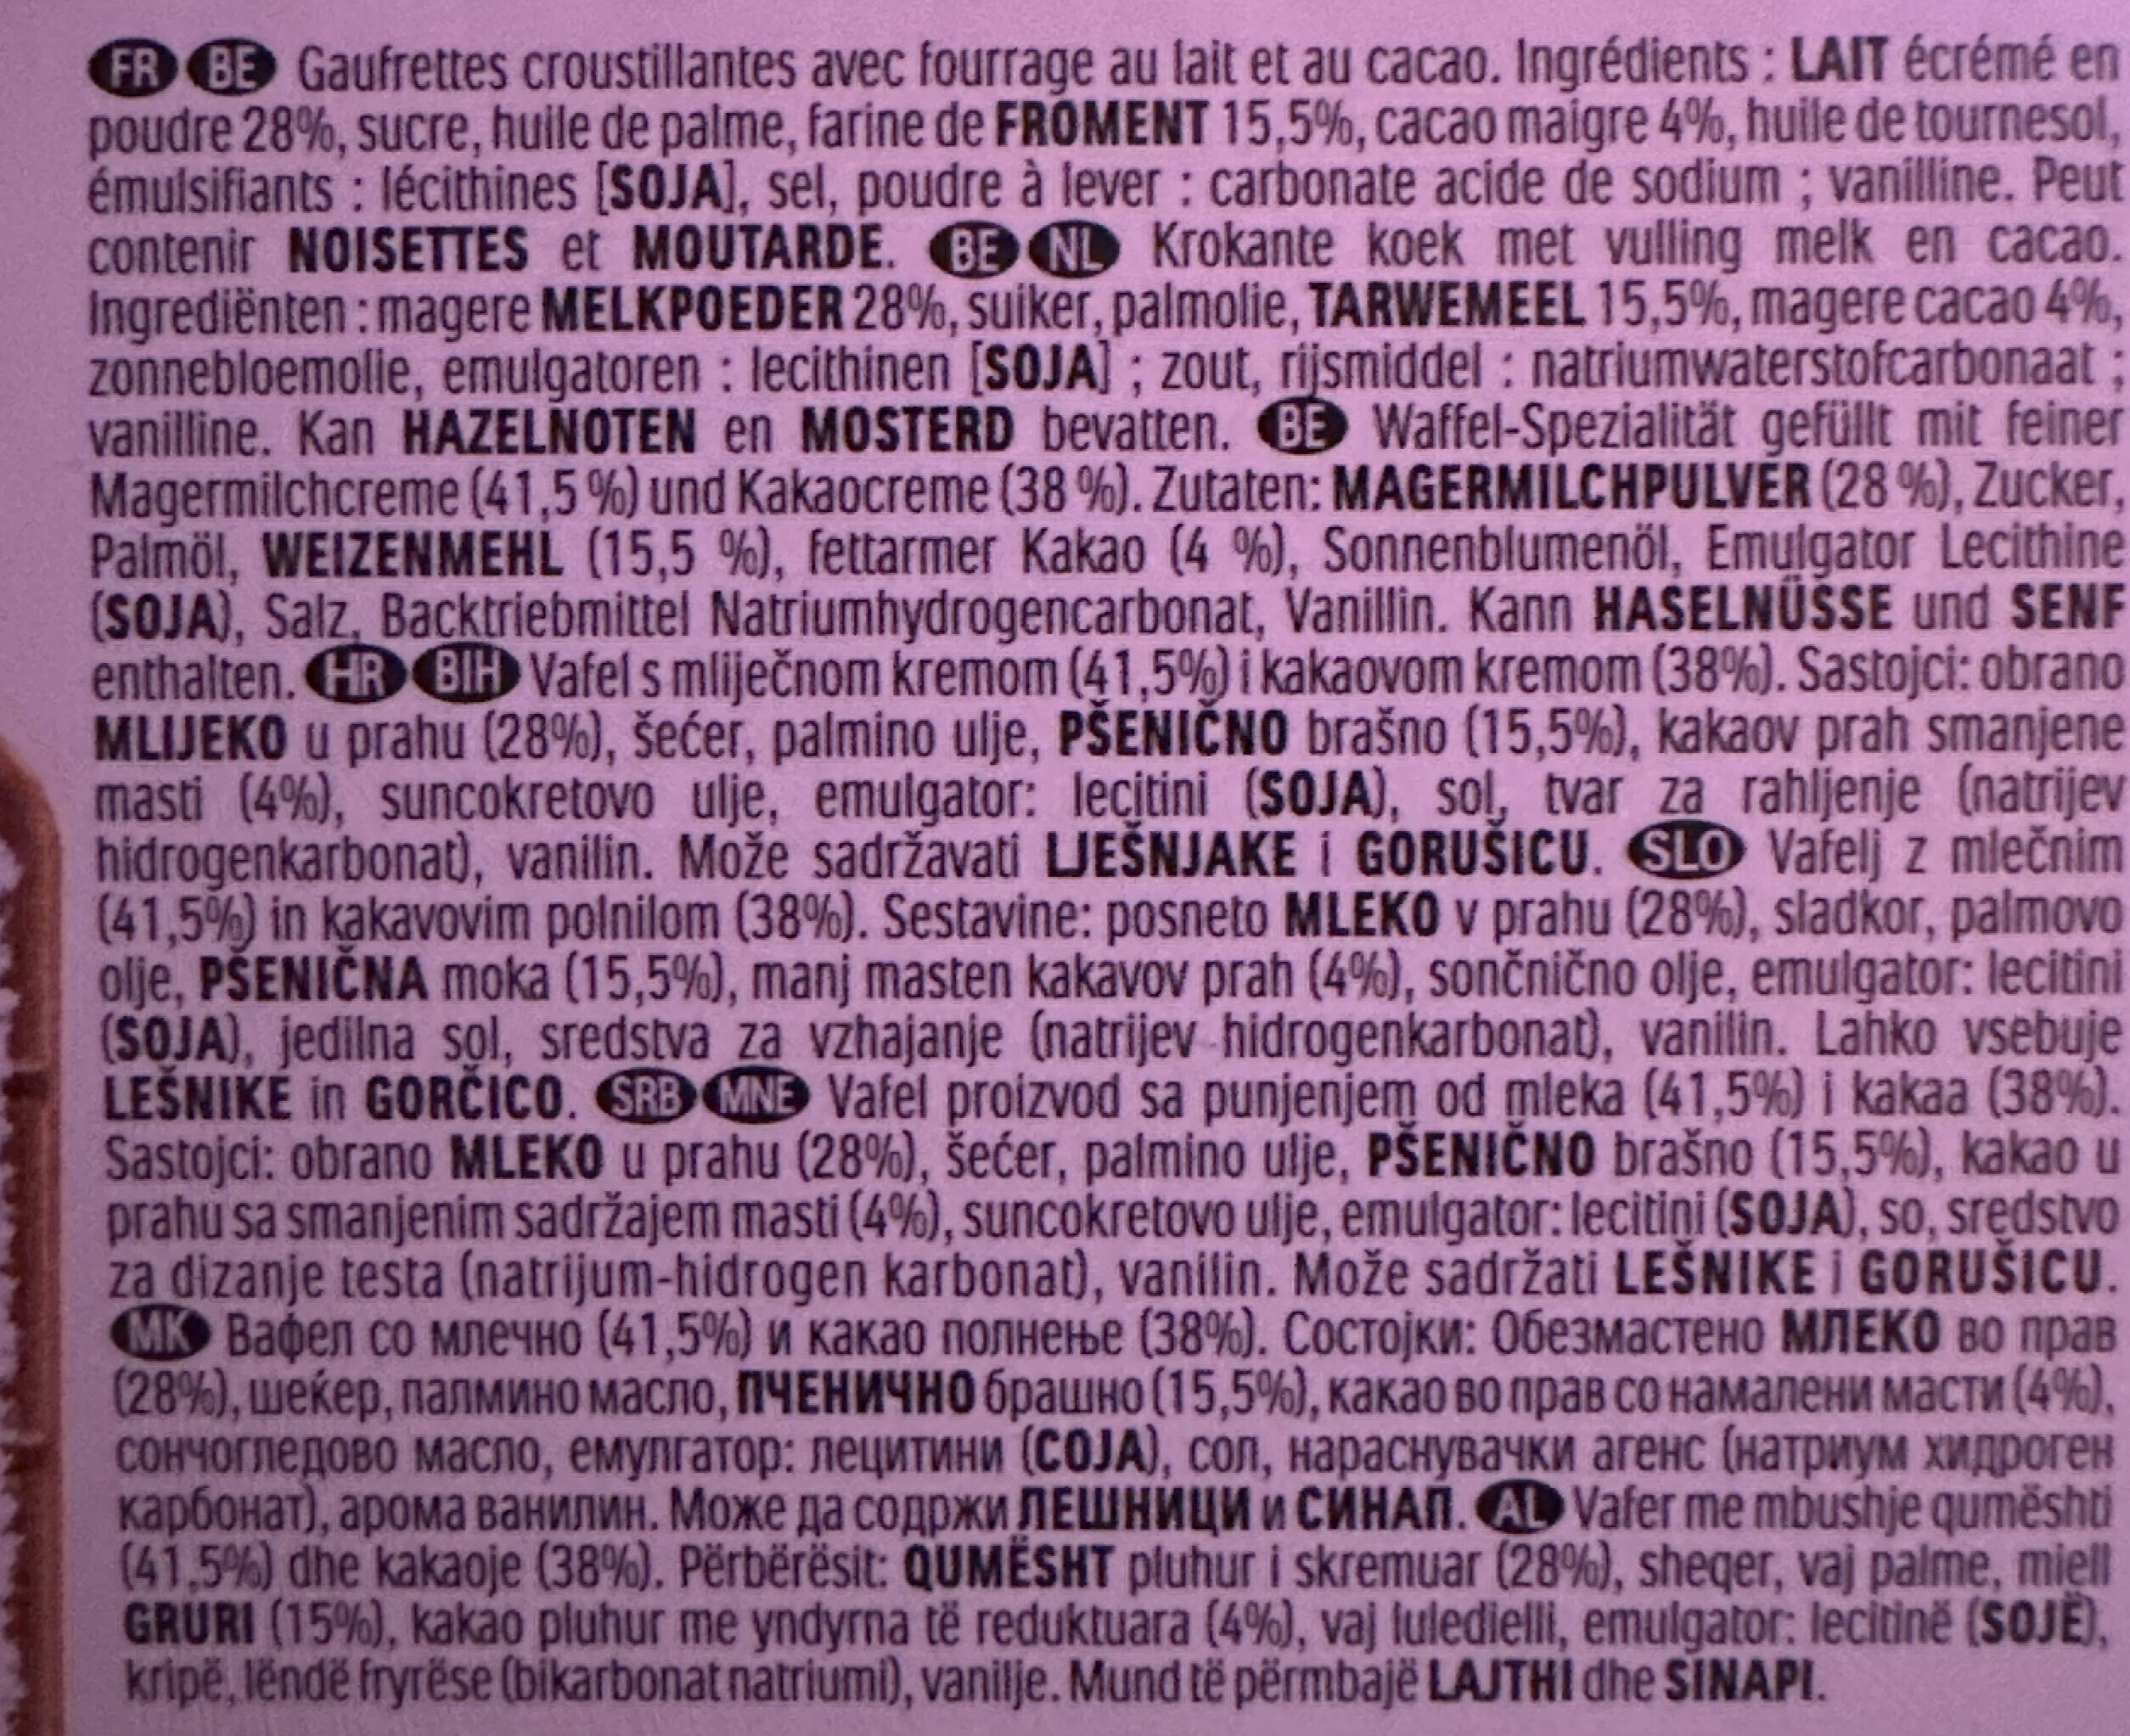 FR BE Gaufrettes croustillantes avec fourrage au lait et au cacao. Ingrédients : LAIT écrémé en
poudre 28%, sucre, huile de palme, farine de FROMENT 15,5%, cacao maigre 4%, huile de tournesol,
émulsifiants : lécithines [SOJA], sel, poudre à lever : carbonate acide de sodium ; vanilline. Peut
contenir NOISETTES et MOUTARDE. BE NL Krokante koek met vulling melk en cacao.
Ingrediënten : magere MELKPOEDER 28%, suiker, palmolie, TARWEMEEL 15,5%, magere cacao 4%,
zonnebloemolie, emulgatoren : lecithinen [SOJA] ; zout, rijsmiddel : natriumwaterstofcarbonaat ;
vanilline. Kan HAZELNOTEN en MOSTERD bevatten. BE Waffel-Spezialität gefüllt mit feiner
Magermilchcreme (41,5 %) und Kakaocreme (38 %). Zutaten: MAGERMILCHPULVER (28 %), Zucker,
Palmöl, WEIZENMEHL (15,5 %), fettarmer Kakao (4 %), Sonnenblumenöl, Emulgator Lecithine
(SOJA), Salz, Backtriebmittel Natriumhydrogencarbonat, Vanillin. Kann HASELNÜSSE und SENF
enthalten. HR BIH Vafel s mliječnom kremom (41,5%) i kakaovom kremom (38%). Sastojci: obrano
MLIJEKO u prahu (28%), šećer, palmino ulje, PŠENIČNO brašno (15,5%), kakaov prah smanjene
masti (4%), suncokretovo ulje, emulgator: lecitini (SOJA), sol, tvar za rahljenje (natrijev
hidrogenkarbonat), vanilin. Može sadržavati LJEŠNJAKE i GORUŠICU. SLO Vafelj z mlečnim
(41,5%) in kakavovim polnilom (38%). Sestavine: posneto MLEKO v prahu (28%), sladkor, palmovo
olje, PŠENIČNA moka (15,5%), manj masten kakavov prah (4%), sončnično olje, emulgator: lecitini
(SOJA), jedilna sol, sredstva za vzhajanje (natrijev hidrogenkarbonat), vanilin. Lahko vsebuje
LEŠNIKE in GORČICO. SRB MNE Vafel proizvod sa punjenjem od mleka (41,5%) i kakaa (38%).
Sastojci: obrano MLEKO u prahu (28%), šećer, palmino ulje, PŠENIČNO brašno (15,5%), kakao u
prahu sa smanjenim sadržajem masti (4%), suncokretovo ulje, emulgator: lecitini (SOJA), so, sredstvo
za dizanje testa (natrijum-hidrogen karbonat), vanilin. Može sadržati LEŠNIKE i GORUŠICU.
MK Вафел со млечно (41,5%) и какао полнење (38%). Состојки: Обезмастено МЛЕКО во прав
(28%), шеќер, палмино масло, ПЧЕНИЧНО брашно (15,5%), какао во прав со намалени масти (4%),
сончогледово масло, емулгатор: лецитини (СОЈА), сол, нараснувачки агенс (натриум хидроген
карбонат), арома ванилин. Може да содржи ЛЕШНИЦИ и СИНАП. AL Vafer me mbushje qumështi
(41,5%) dhe kakaoje (38%). Përbërësit: QUMËSHT pluhur i skremuar (28%), sheqer, vaj palme, miell
GRURI (15%), kakao pluhur me yndyrna të reduktuara (4%), vaj luledielli, emulgator: lecitinë (SOJË),
kripë, lëndë fryrëse (bikarbonat natriumi), vanilje. Mund të përmbajë LAJTHI dhe SINAPI.